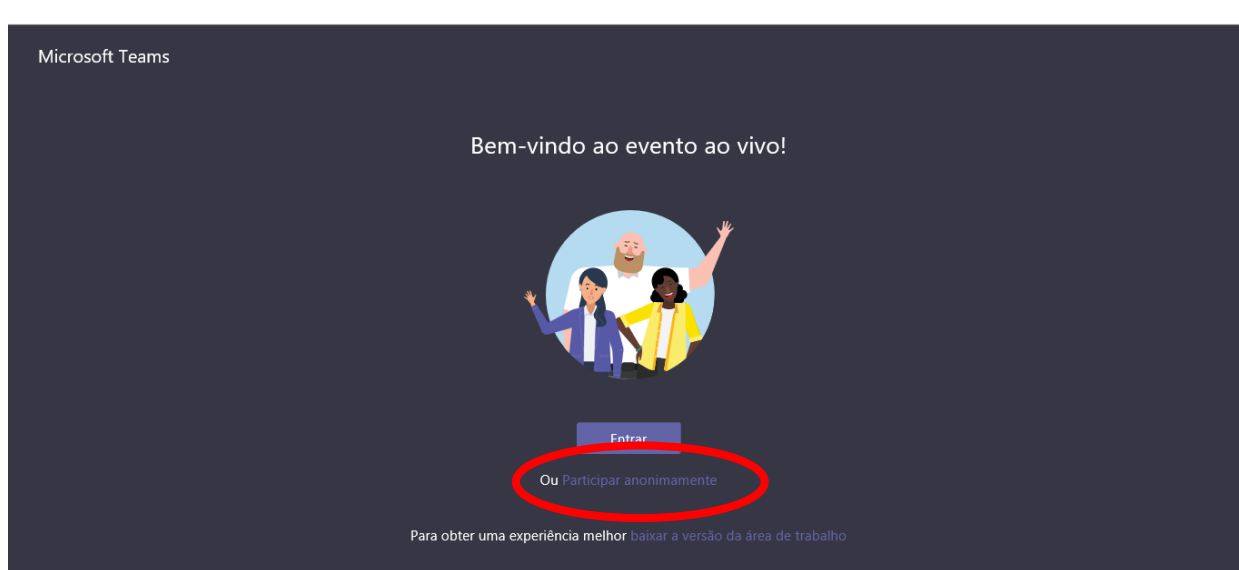 Microsoft Teams
Bem-vindo ao evento ao vivo!
Entrar
Ou Participar anonimamente
Para obter uma experiência melhor baixar a versão da área de trabalho